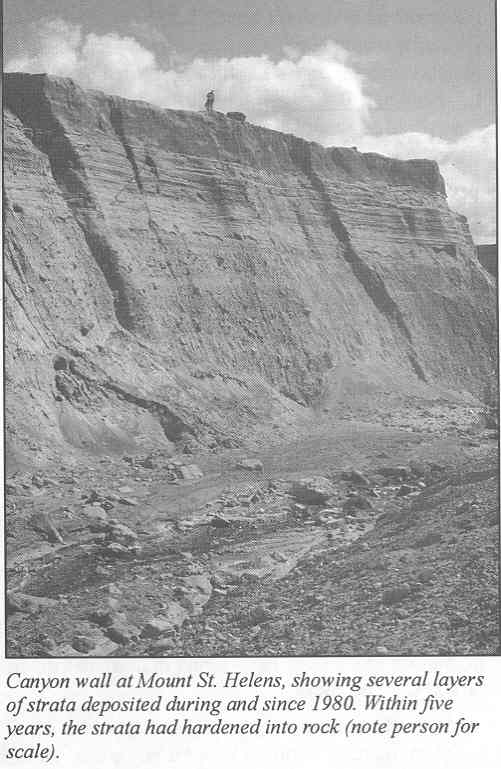 Canyon wall at Mount St. Helens, showing several layers
of strata deposited during and since 1980. Within five
years, the strata had hardened into rock (note person for
scale).